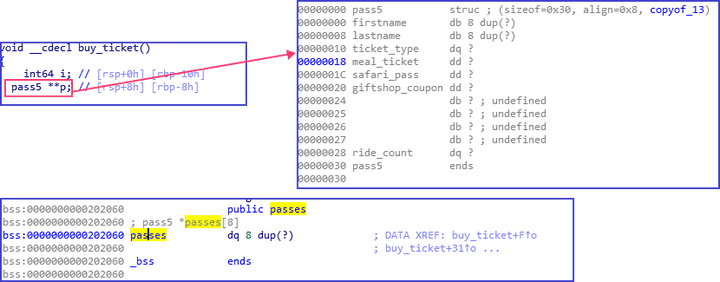 void __cdecl buy_ticket()
{
int64 i; // [rsp+0h] [rbp-10h]
pass5 **p; // [rsp+8h] [rbp-8h]
00000000 pass5 struc ; (sizeof=0x30, align=0x8, copyof_13)
00000000 firstname db 8 dup(?)
00000008 lastname db 8 dup(?)
00000010 ticket_type dq ?
00000018 meal_ticket dd ?
0000001C safari_pass dd ?
00000020 giftshop_coupon dd ?
00000024 db ? ; undefined
00000025 db ? ; undefined
00000026 db ? ; undefined
00000027 db ? ; undefined
00000028 ride_count dq ?
00000030 pass5 ends
00000030
bss:0000000000202060 public passes
bss:0000000000202060 ; pass5 *passes[8]
bss:0000000000202060 passes dq 8 dup(?) ; DATA XREF: buy_ticket+F↑o
bss:0000000000202060 ; buy_ticket+31↑o ...
bss:0000000000202060 _bss ends
bss:0000000000202060